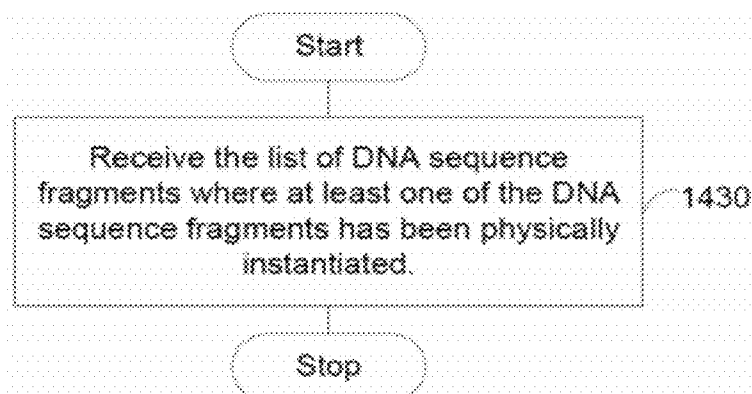 Start
Receive the list of DNA sequence
fragments where at least one of the DNA
sequence fragments has been physically
instantiated.
1430
Stop